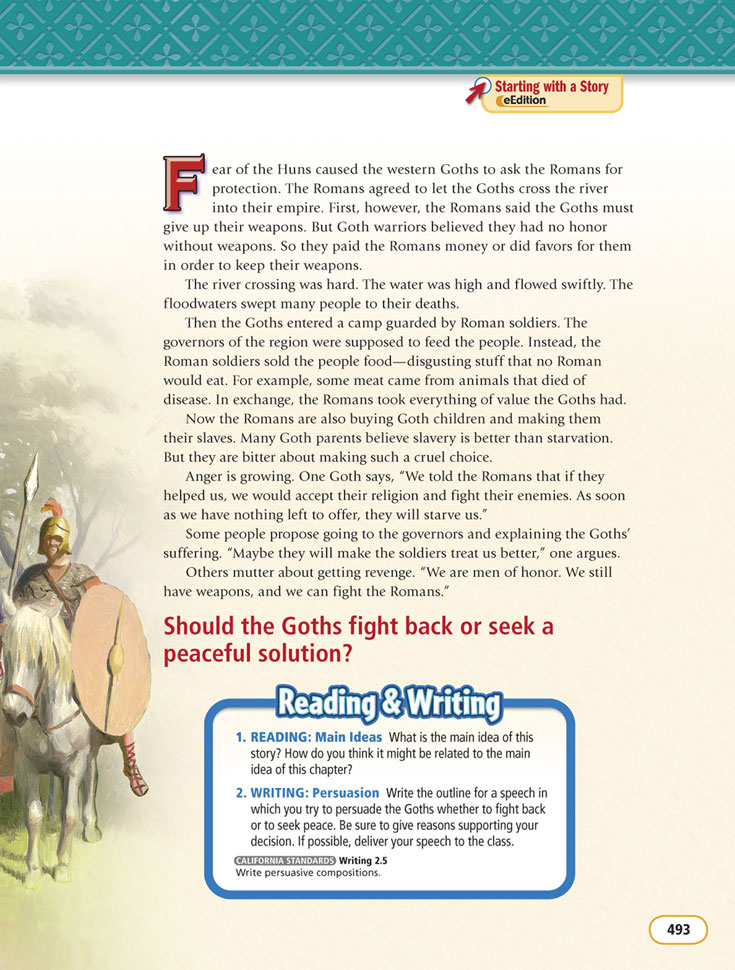 Starting with a Story
eEdition
Fear of the Huns caused the western Goths to ask the Romans for
protection. The Romans agreed to let the Goths cross the river
into their empire. First, however, the Romans said the Goths must
give up their weapons. But Goth warriors believed they had no honor
without weapons. So they paid the Romans money or did favors for them
in order to keep their weapons.
The river crossing was hard. The water was high and flowed swiftly. The
floodwaters swept many people to their deaths.
Then the Goths entered a camp guarded by Roman soldiers. The
governors of the region were supposed to feed the people. Instead, the
Roman soldiers sold the people food—disgusting stuff that no Roman
would eat. For example, some meat came from animals that died of
disease. In exchange, the Romans took everything of value the Goths had.
Now the Romans are also buying Goth children and making them
their slaves. Many Goth parents believe slavery is better than starvation.
But they are bitter about making such a cruel choice.
Anger is growing. One Goth says, “We told the Romans that if they
helped us, we would accept their religion and fight their enemies. As soon
as we have nothing left to offer, they will starve us.”
Some people propose going to the governors and explaining the Goths’
suffering. “Maybe they will make the soldiers treat us better,” one argues.
Others mutter about getting revenge. “We are men of honor. We still
have weapons, and we can fight the Romans.”
Should the Goths fight back or seek a
peaceful solution?
Reading & Writing
1. READING: Main Ideas What is the main idea of this
story? How do you think it might be related to the main
idea of this chapter?
2. WRITING: Persuasion Write the outline for a speech in
which you try to persuade the Goths whether to fight back
or to seek peace. Be sure to give reasons supporting your
decision. If possible, deliver your speech to the class.
CALIFORNIA STANDARDS Writing 2.5
Write persuasive compositions.
493